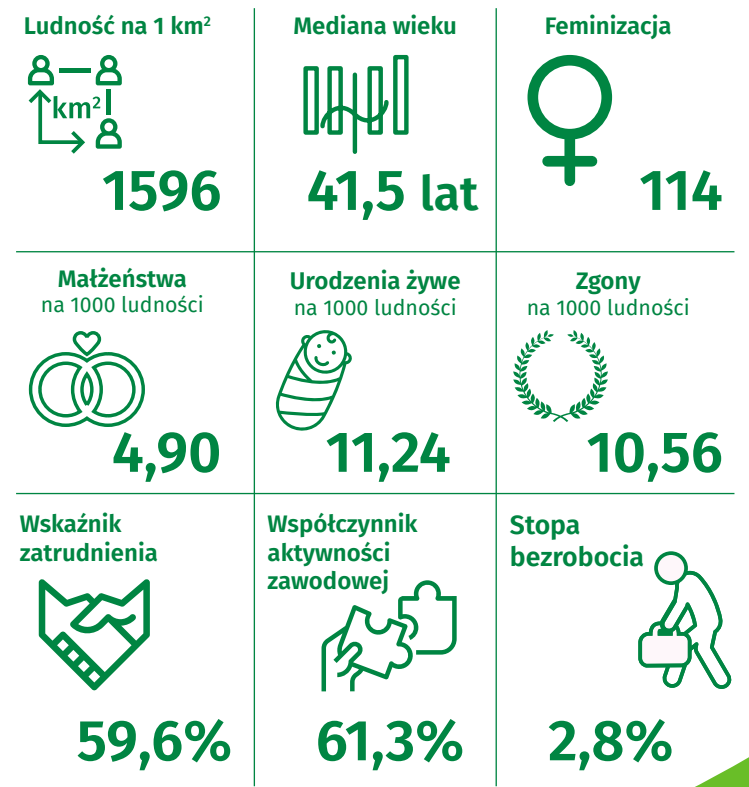 Ludność na 1 km²
km²
1596
Mediana wieku
41,5 lat
Feminizacja
114
Małżeństwa
na 1000 ludności
4,90
Urodzenia żywe
na 1000 ludności
11,24
Zgony
na 1000 ludności
10,56
Wskaźnik
zatrudnienia
59,6%
Współczynnik
aktywności
zawodowej
61,3%
Stopa
bezrobocia
2,8%